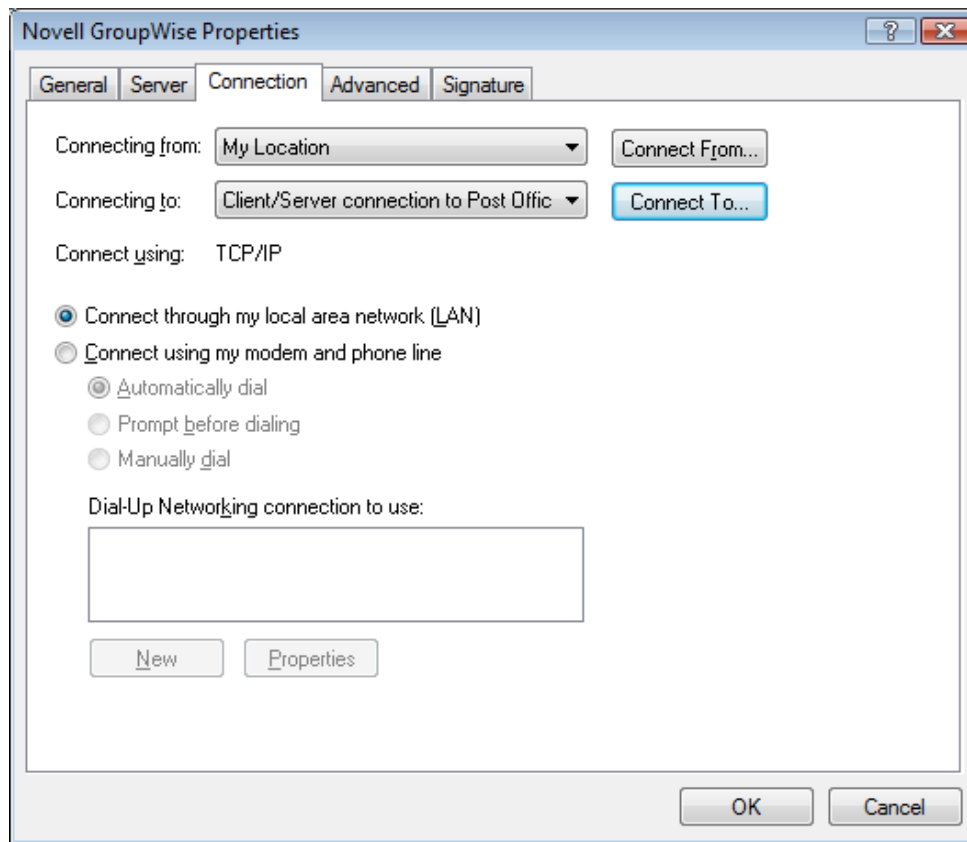 Novell GroupWise Properties
General Server Connection Advanced Signature
Connecting from: My Location Connect From...
Connecting to: Client/Server connection to Post Offic Connect To...
Connect using: TCP/IP
Connect through my local area network (LAN)
Connect using my modem and phone line
Automatically dial
Prompt before dialing
Manually dial
Dial-Up Networking connection to use:
New Properties
OK Cancel